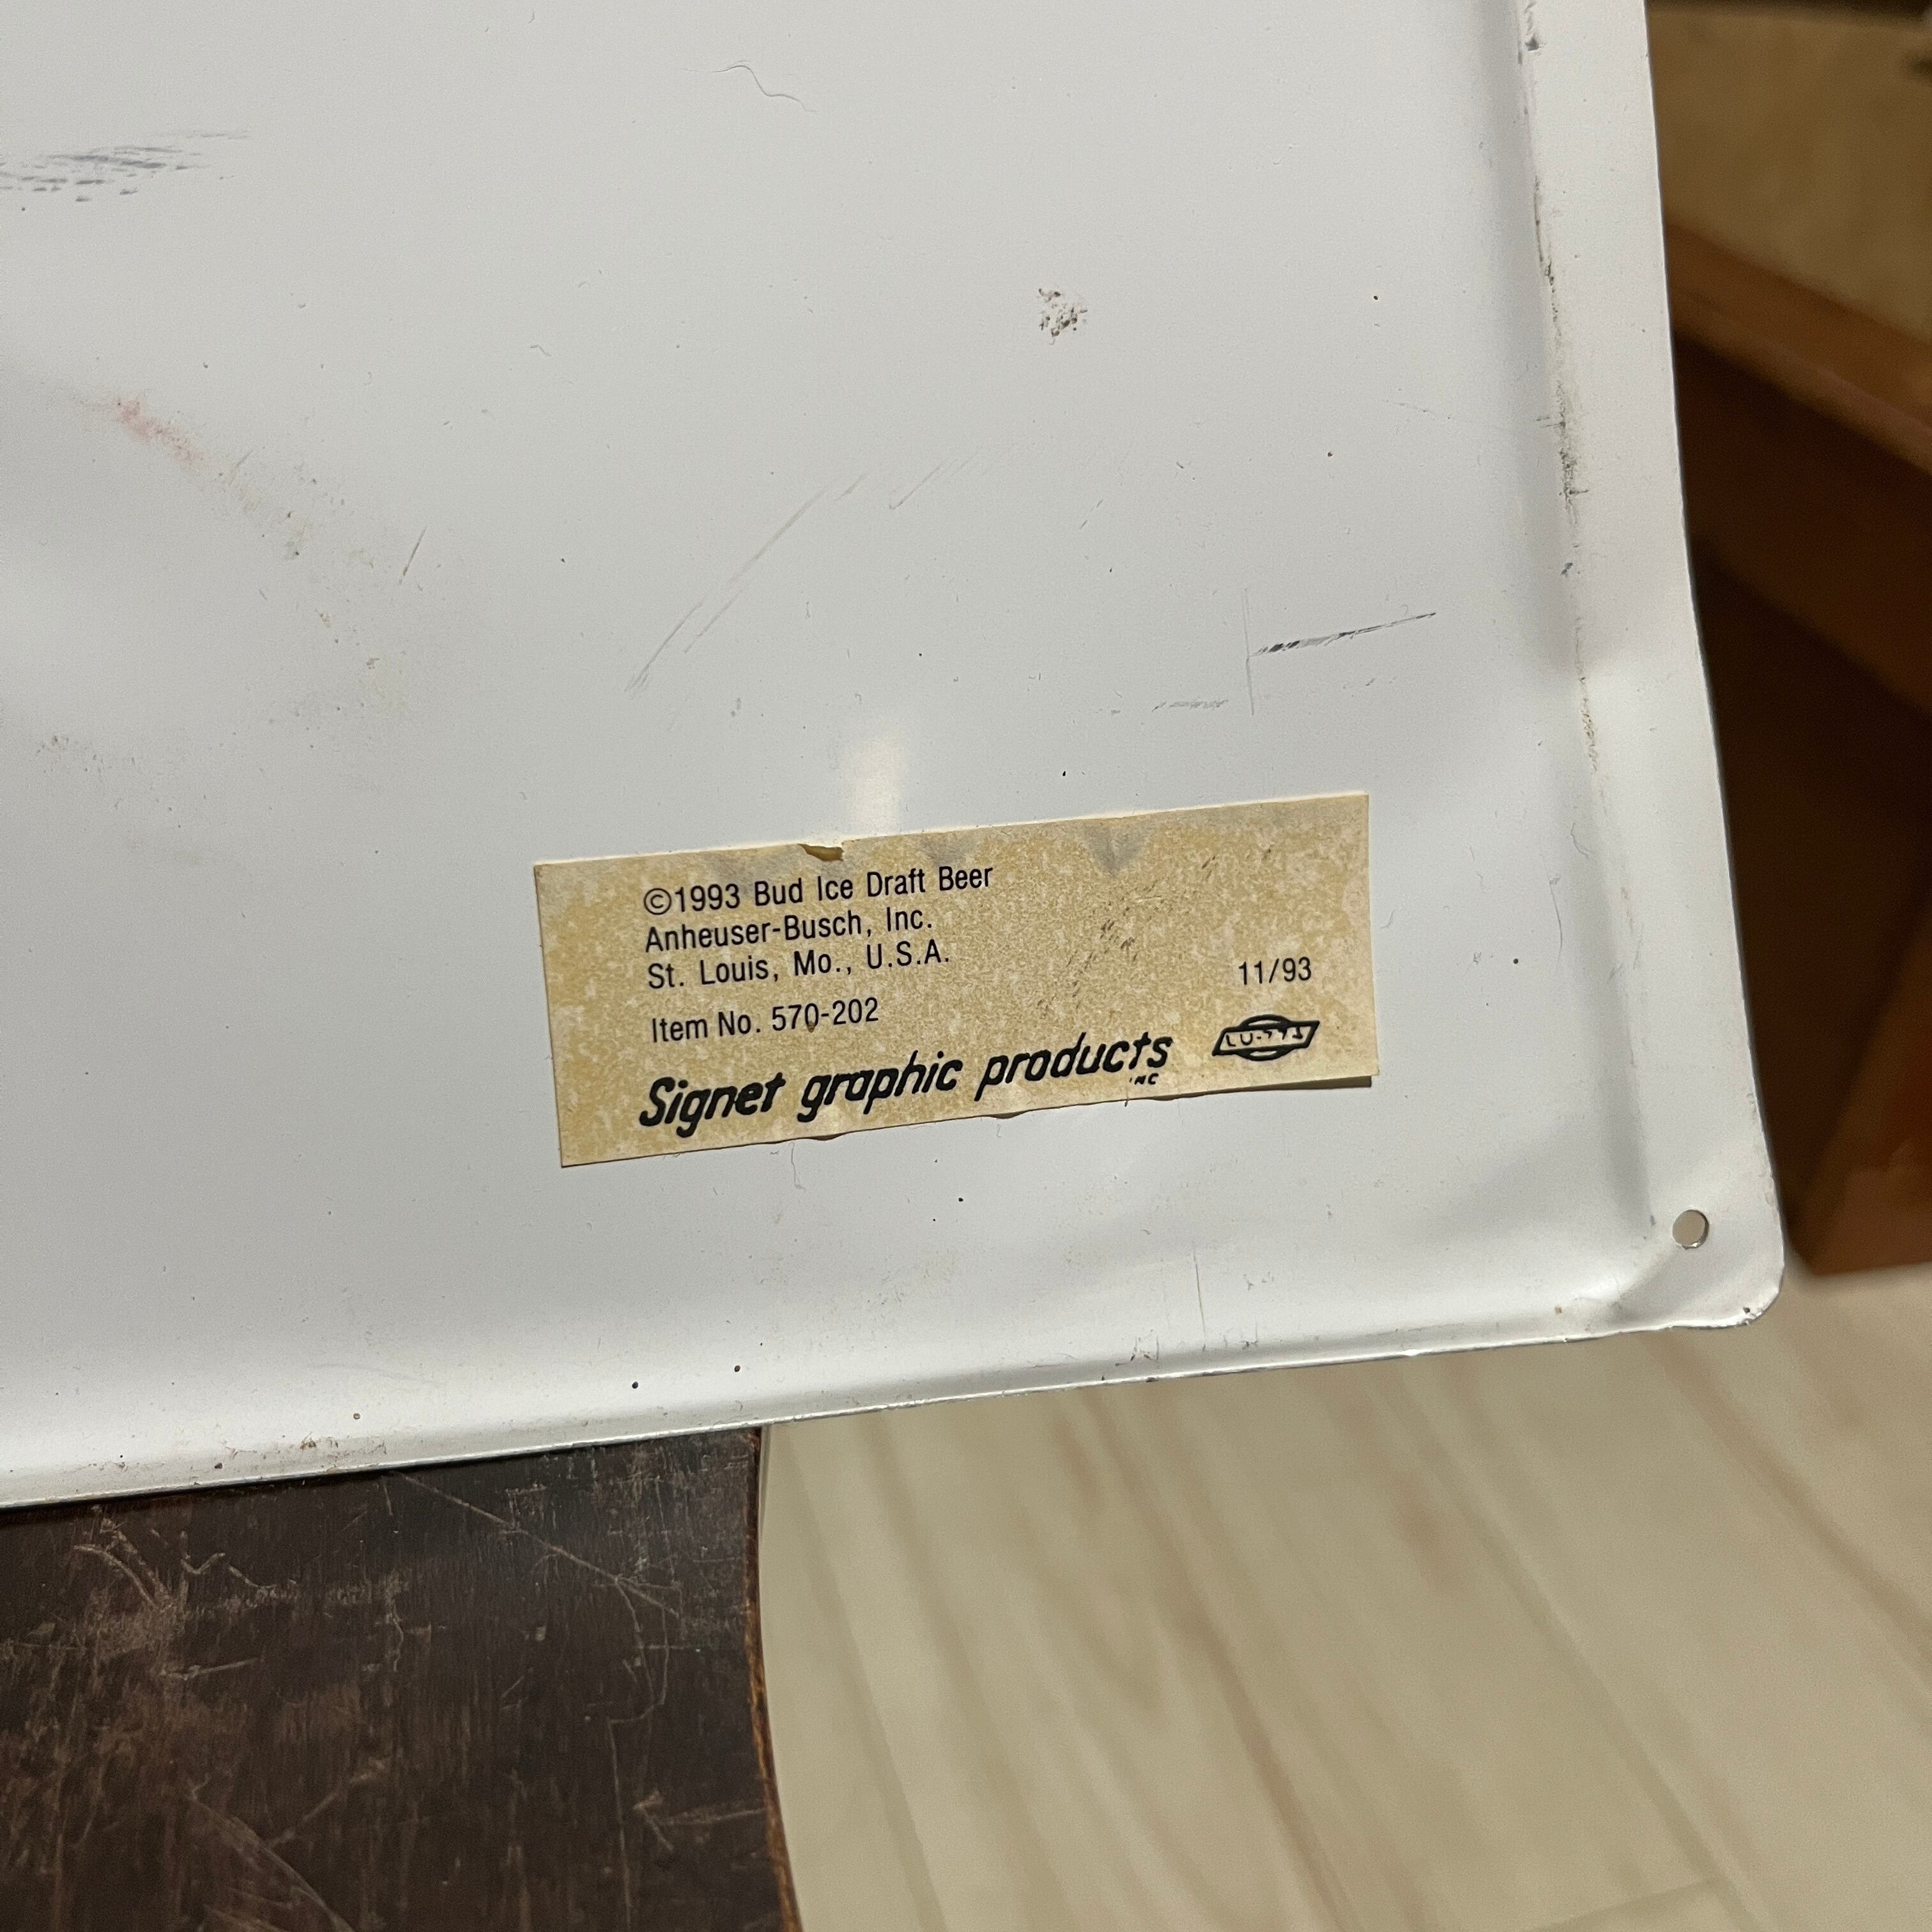 ©1993 Bud Ice Draft Beer
Anheuser-Busch, Inc.
St. Louis, Mo., U.S.A.
11/93
Item No. 570-202
Signet graphic products
INC